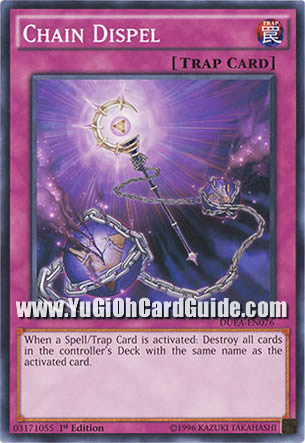 Chain Dispel
TRAP
罠
[Trap Card]
www.YuGiOhCardGuide.com
DUEA-EN076
When a Spell/Trap Card is activated: Destroy all
cards in the controller's Deck with the same name as the
activated card.
03171055 1st Edition ©1996 KAZUKI TAKAHASHI